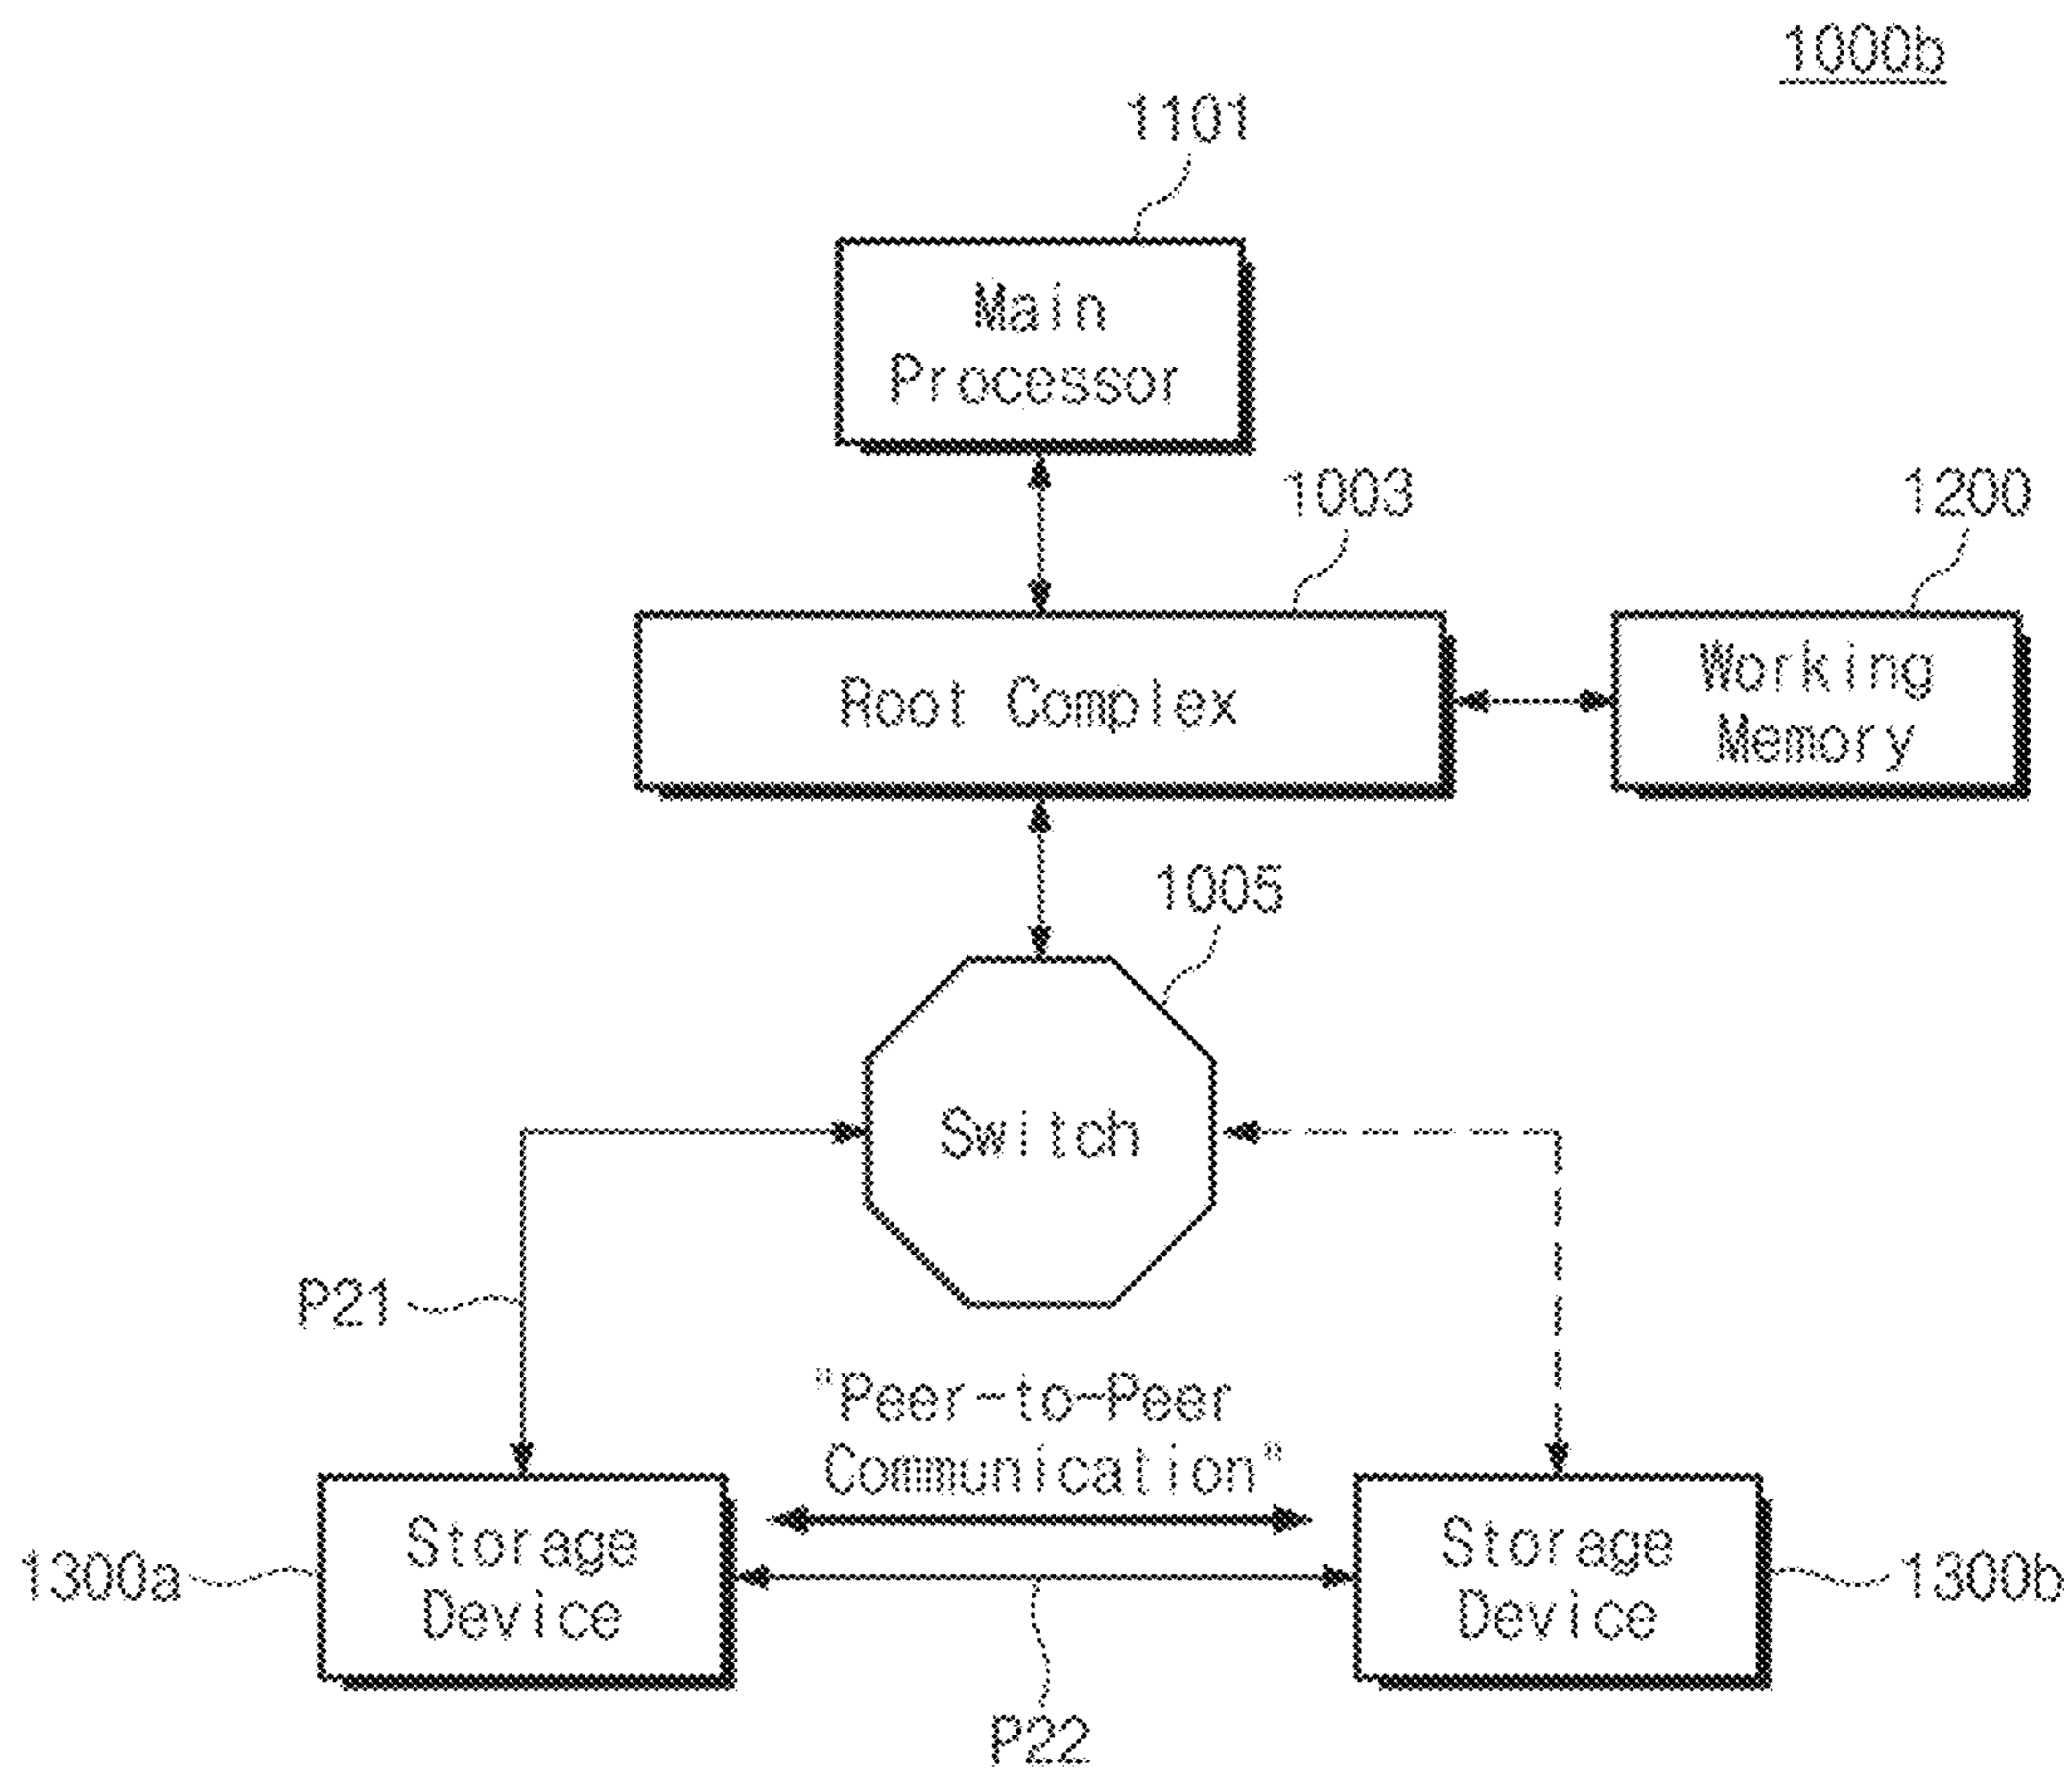 1000b
1101
Main
Processor
1003
1200
Root Complex
Working
Memory
1005
Switch
P21
"Peer-to-Peer
Communication"
1300a
Storage
Device
Storage
Device
1300b
P22